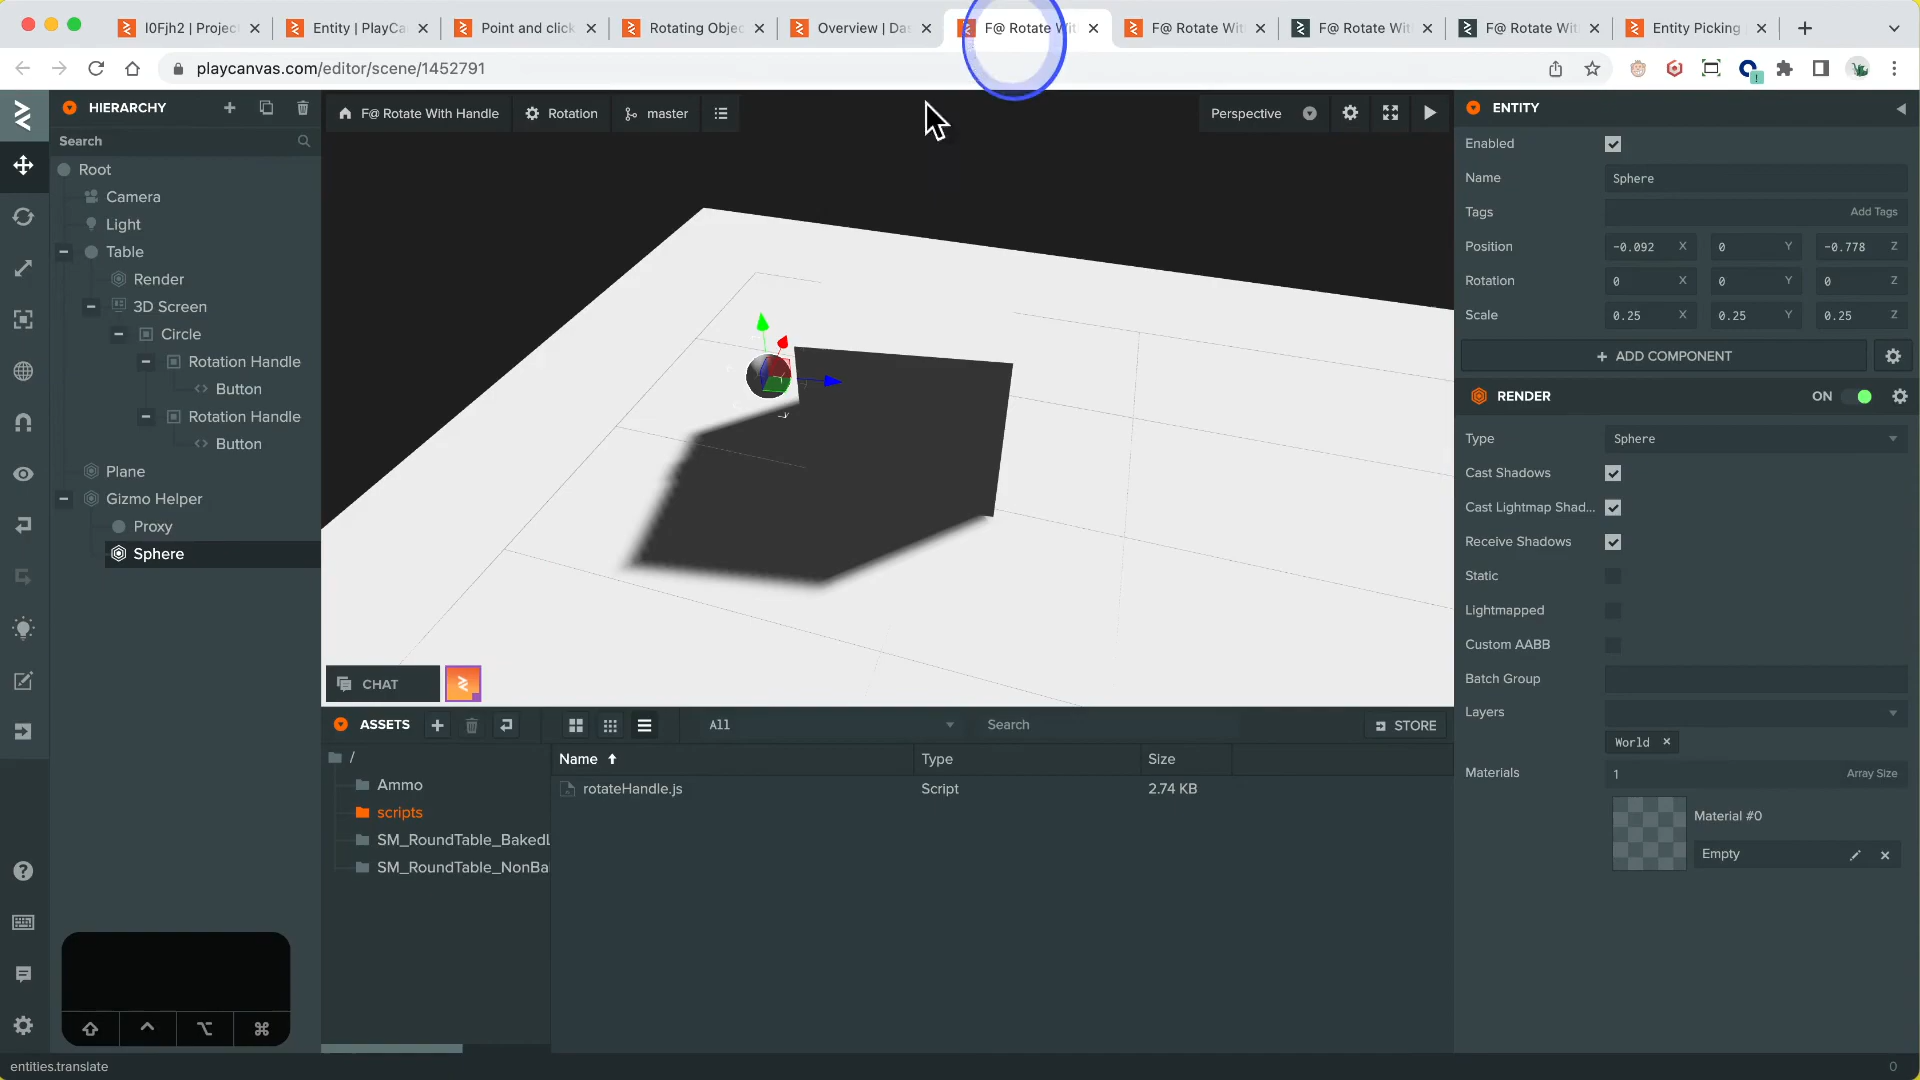 I0Fjh2 | Project
Entity | PlayCa
Point and click
Rotating Objec
Overview | Das
F@ Rotate Wit
F@ Rotate Wit
F@ Rotate Wit
F@ Rotate Wit
Entity Picking
playcanvas.com/editor/scene/1452791
HIERARCHY
Search
Root
Camera
Light
Table
Render
3D Screen
Circle
Rotation Handle
Button
Rotation Handle
Button
Plane
Gizmo Helper
Proxy
Sphere
F@ Rotate With Handle
Rotation
master
Perspective
CHAT
ASSETS
All
Search
STORE
Name
Type
Size
/
Ammo
scripts
SM_RoundTable_BakedL
SM_RoundTable_NonBa
rotateHandle.js
Script
2.74 KB
ENTITY
Enabled
Name
Sphere
Tags
Add Tags
Position
-0.092 X 0 Y -0.778 Z
Rotation
0 X 0 Y 0 Z
Scale
0.25 X 0.25 Y 0.25 Z
+ ADD COMPONENT
RENDER
ON
Type
Sphere
Cast Shadows
Cast Lightmap Shad...
Receive Shadows
Static
Lightmapped
Custom AABB
Batch Group
Layers
World
Materials
1
Array Size
Material #0
Empty
entities.translate
0